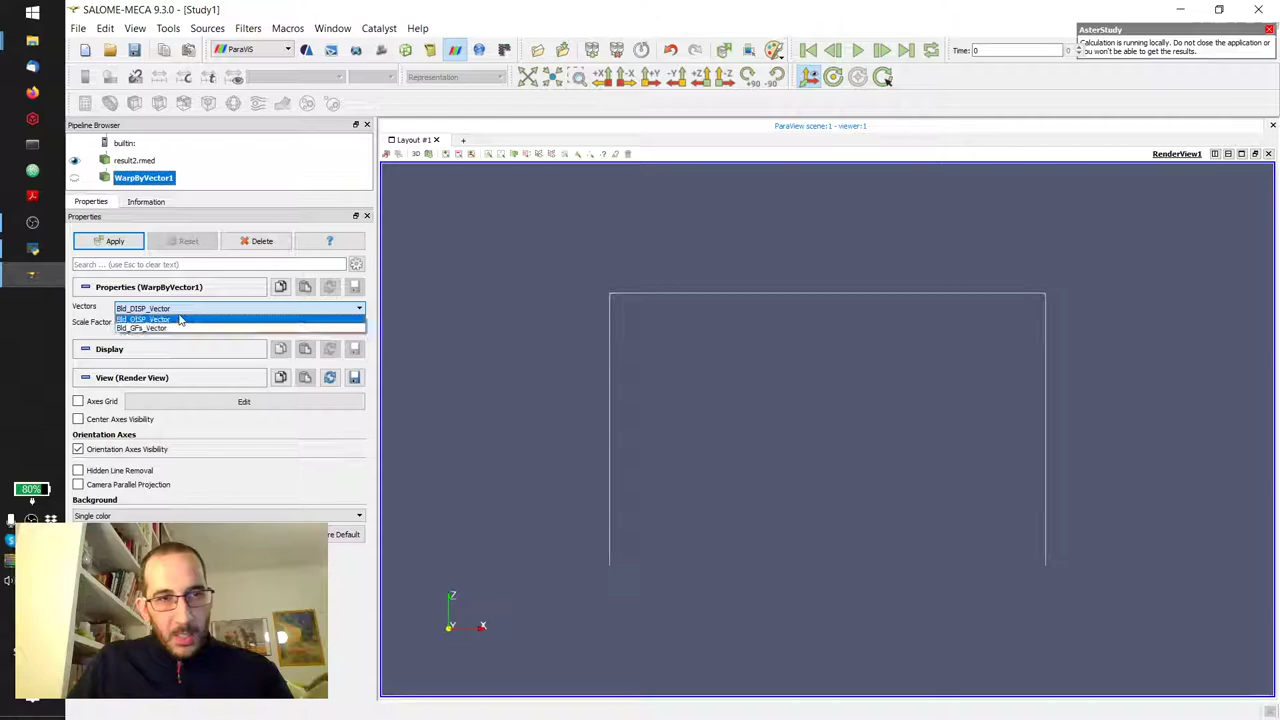 SALOME-MECA 9.3.0 - [Study1]
File Edit View Tools Filters Macros Window Catalyst Help
ParaVIS
Time: 0 0
AsterStudy
Calculation is running locally. Do not close the application or
you won't be able to get the results.
Representation
+X -X +Y -Y +Z -Z +90 -90
Pipeline Browser
builtin:
result2.rmed
WarpByVector1
Properties Information
Properties
Apply Reset Delete ?
Search ... (use Esc to clear text)
Properties (WarpByVector1)
Vectors Bld_DISP_Vector
Bld_DISP_Vector
Scale Factor Bld_GFs_Vector
Display
View (Render View)
Axes Grid Edit
Center Axes Visibility
Orientation Axes
Orientation Axes Visibility
Hidden Line Removal
Camera Parallel Projection
Background
Single color
re Default
80%
ParaView scene:1 - viewer:1
Layout #1
3D
RenderView1
Z
Y
X